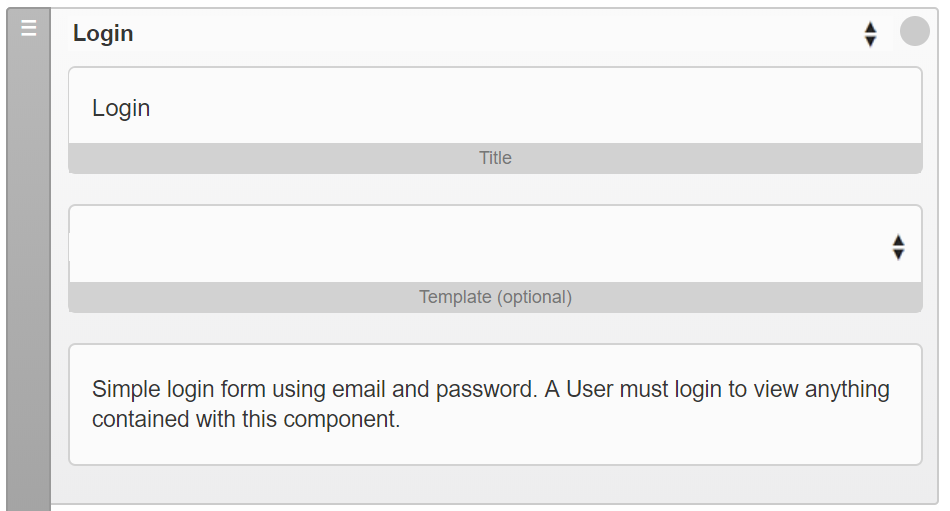 Login
Login
Title
Template (optional)
Simple login form using email and password. A User must login to view anything
contained with this component.